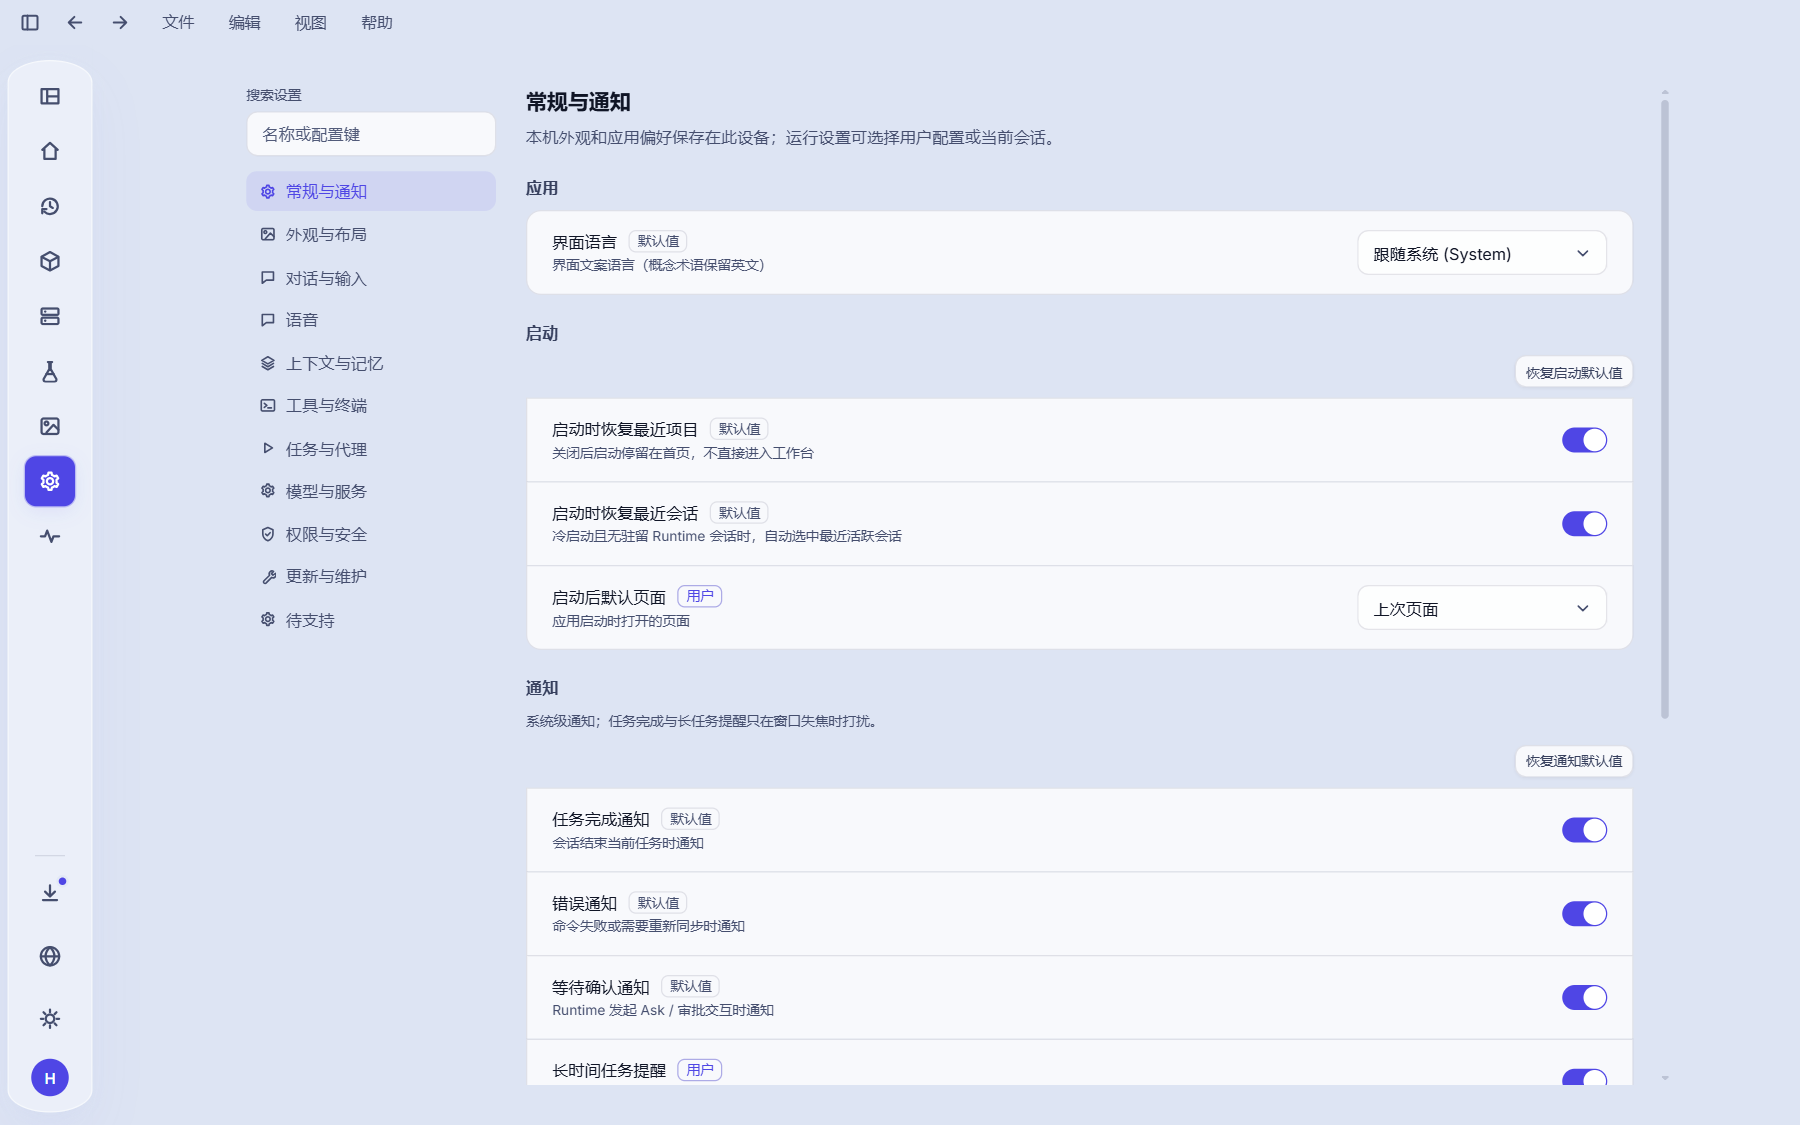 文件 编辑 视图 帮助
搜索设置
名称或配置键
常规与通知
外观与布局
对话与输入
语音
上下文与记忆
工具与终端
任务与代理
模型与服务
权限与安全
更新与维护
待支持
H
常规与通知
本机外观和应用偏好保存在此设备；运行设置可选择用户配置或当前会话。
应用
界面语言 默认值
界面文案语言（概念术语保留英文）
跟随系统 (System)
启动
恢复启动默认值
启动时恢复最近项目 默认值
关闭后启动停留在首页，不直接进入工作台
启动时恢复最近会话 默认值
冷启动且无驻留 Runtime 会话时，自动选中最近活跃会话
启动后默认页面 用户
应用启动时打开的页面
上次页面
通知
系统级通知；任务完成与长任务提醒只在窗口失焦时打扰。
恢复通知默认值
任务完成通知 默认值
会话结束当前任务时通知
错误通知 默认值
命令失败或需要重新同步时通知
等待确认通知 默认值
Runtime 发起 Ask / 审批交互时通知
长时间任务提醒 用户